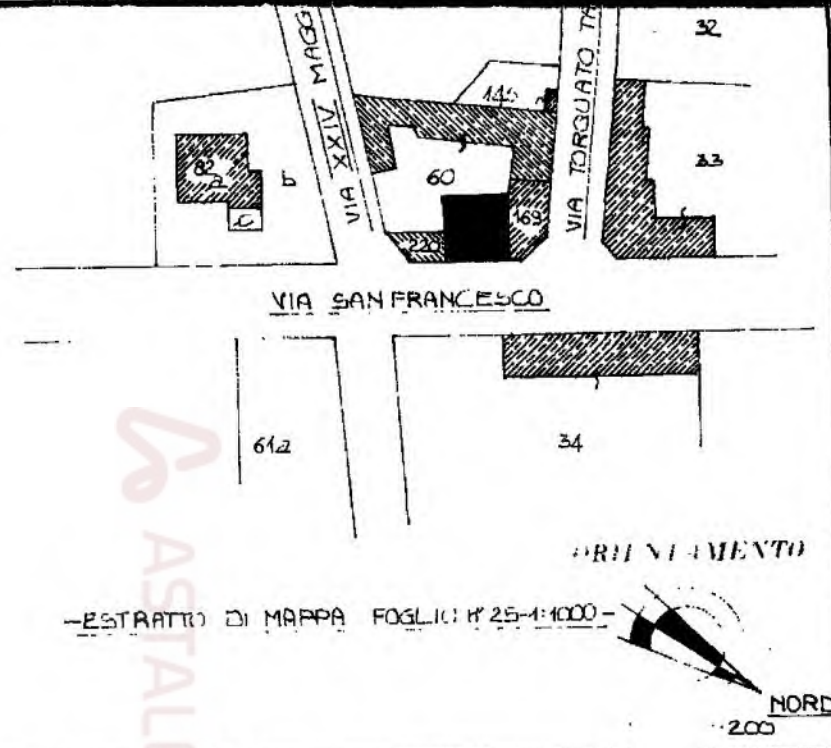 32
VIA XXIV MAGG
VIA TORQUATO TA
145
82
a
b
c
60
33
169
220
VIA SAN FRANCESCO
61a
34
ORIENTAMENTO
-ESTRATTO DI MAPPA FOGLIO N° 25-1:1000-
NORD
200
ASTAL